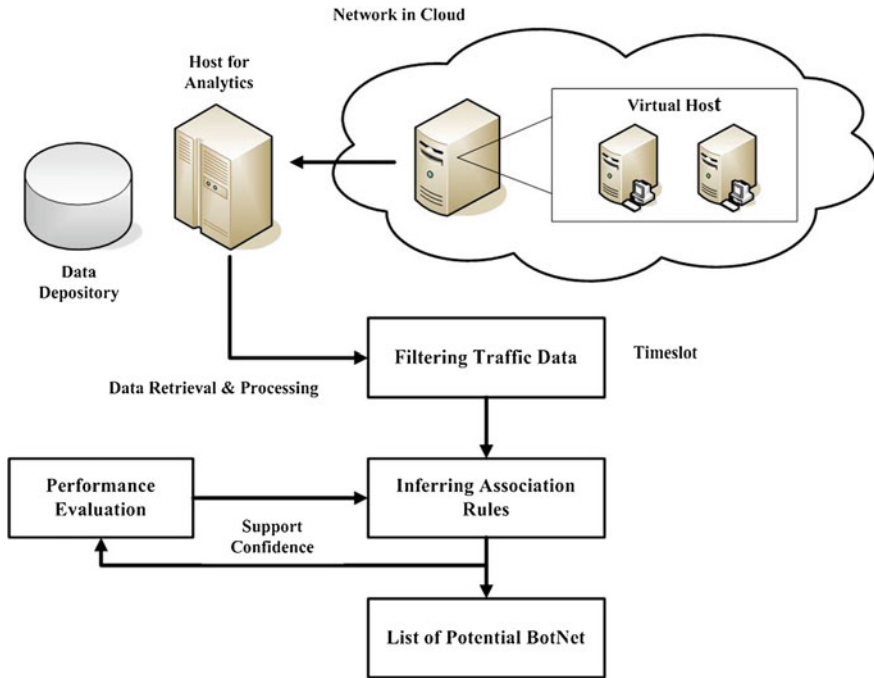 Network in Cloud
Host for
Analytics
Virtual Host
Data
Depository
Filtering Traffic Data
Timeslot
Data Retrieval & Processing
Performance
Evaluation
Inferring Association
Rules
Support
Confidence
List of Potential BotNet